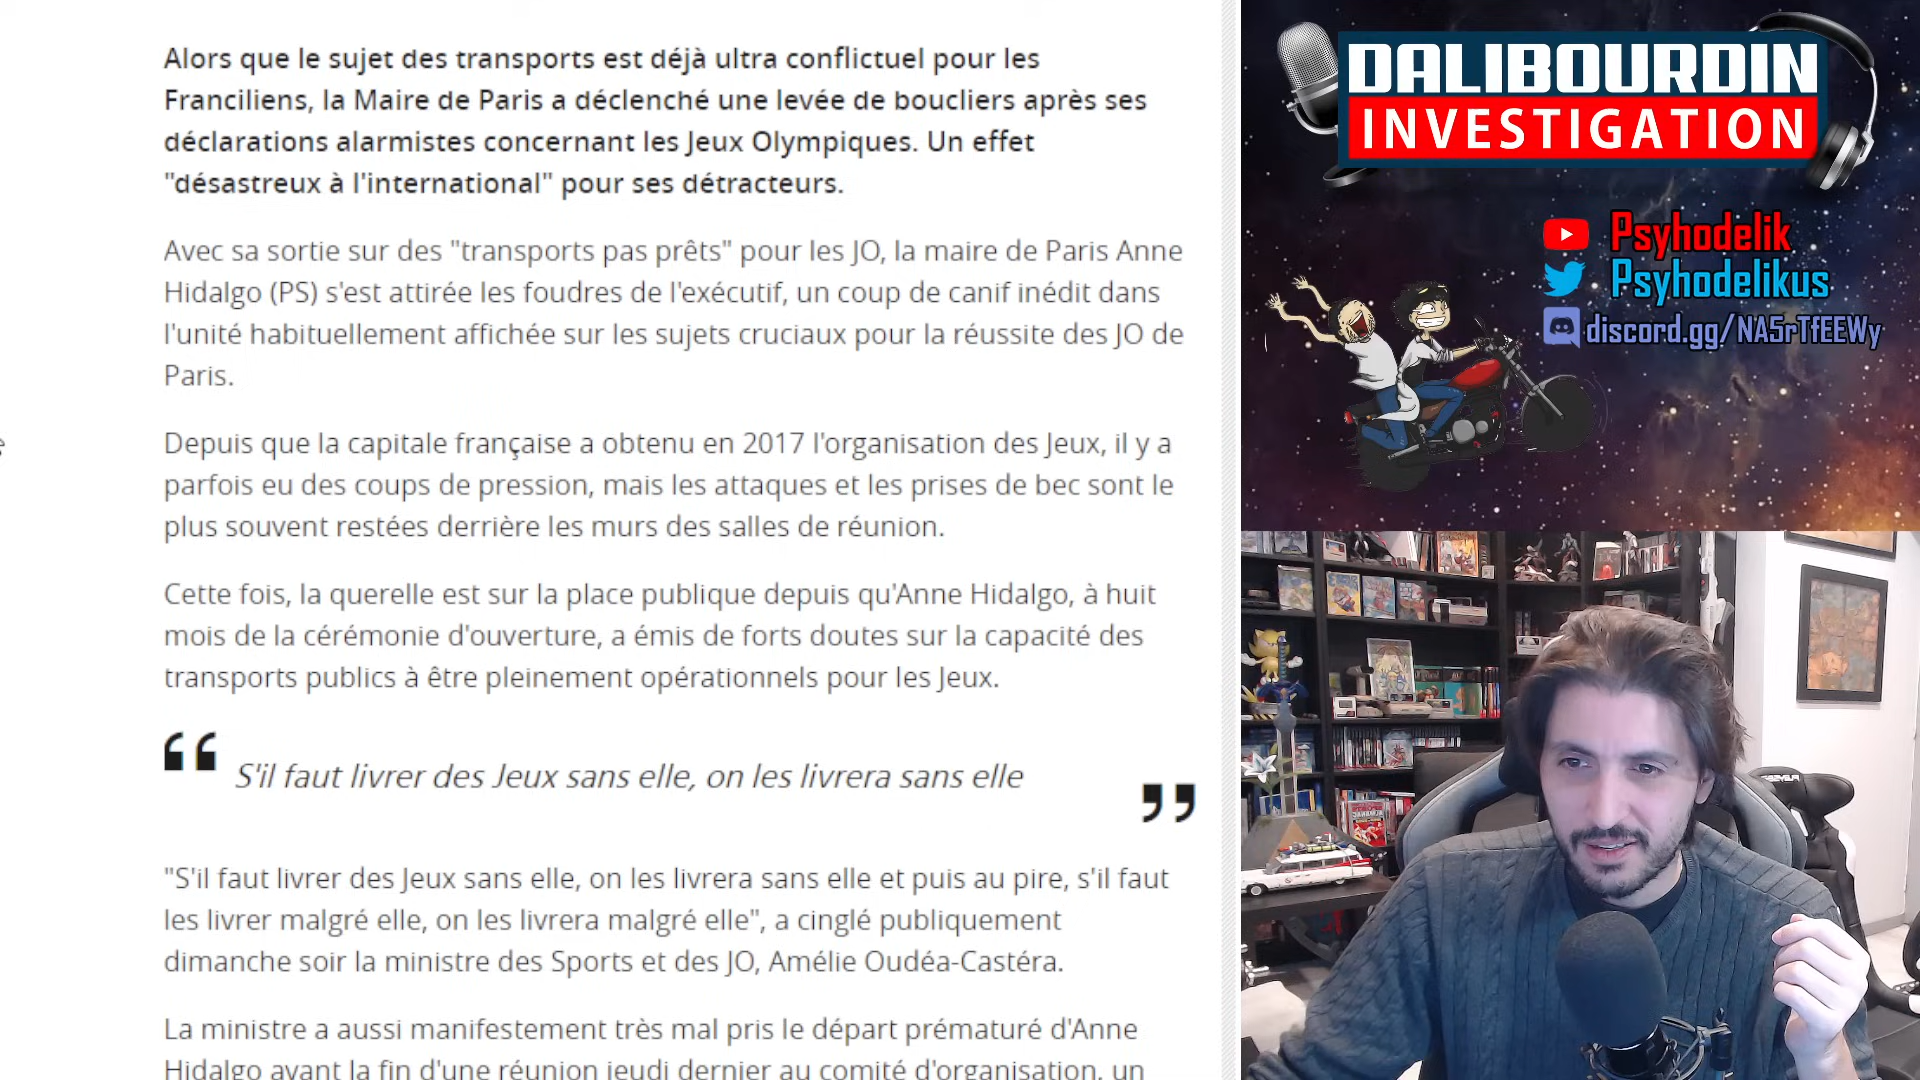 Alors que le sujet des transports est déjà ultra conflictuel pour les
Franciliens, la Maire de Paris a déclenché une levée de boucliers après ses
déclarations alarmistes concernant les Jeux Olympiques. Un effet
"désastreux à l'international" pour ses détracteurs.
Avec sa sortie sur des "transports pas prêts" pour les JO, la maire de Paris Anne
Hidalgo (PS) s'est attirée les foudres de l'exécutif, un coup de canif inédit dans
l'unité habituellement affichée sur les sujets cruciaux pour la réussite des JO de
Paris.
Depuis que la capitale française a obtenu en 2017 l'organisation des Jeux, il y a
parfois eu des coups de pression, mais les attaques et les prises de bec sont le
plus souvent restées derrière les murs des salles de réunion.
Cette fois, la querelle est sur la place publique depuis qu'Anne Hidalgo, à huit
mois de la cérémonie d'ouverture, a émis de forts doutes sur la capacité des
transports publics à être pleinement opérationnels pour les Jeux.
“ S'il faut livrer des Jeux sans elle, on les livrera sans elle ”
"S'il faut livrer des Jeux sans elle, on les livrera sans elle et puis au pire, s'il faut
les livrer malgré elle, on les livrera malgré elle", a cinglé publiquement
dimanche soir la ministre des Sports et des JO, Amélie Oudéa-Castéra.
La ministre a aussi manifestement très mal pris le départ prématuré d'Anne
Hidalgo avant la fin d'une réunion jeudi dernier au comité d'organisation, un
DALIBOURDIN
INVESTIGATION
Psyhodelik
Psyhodelikus
discord.gg/NA5rTfEEWy